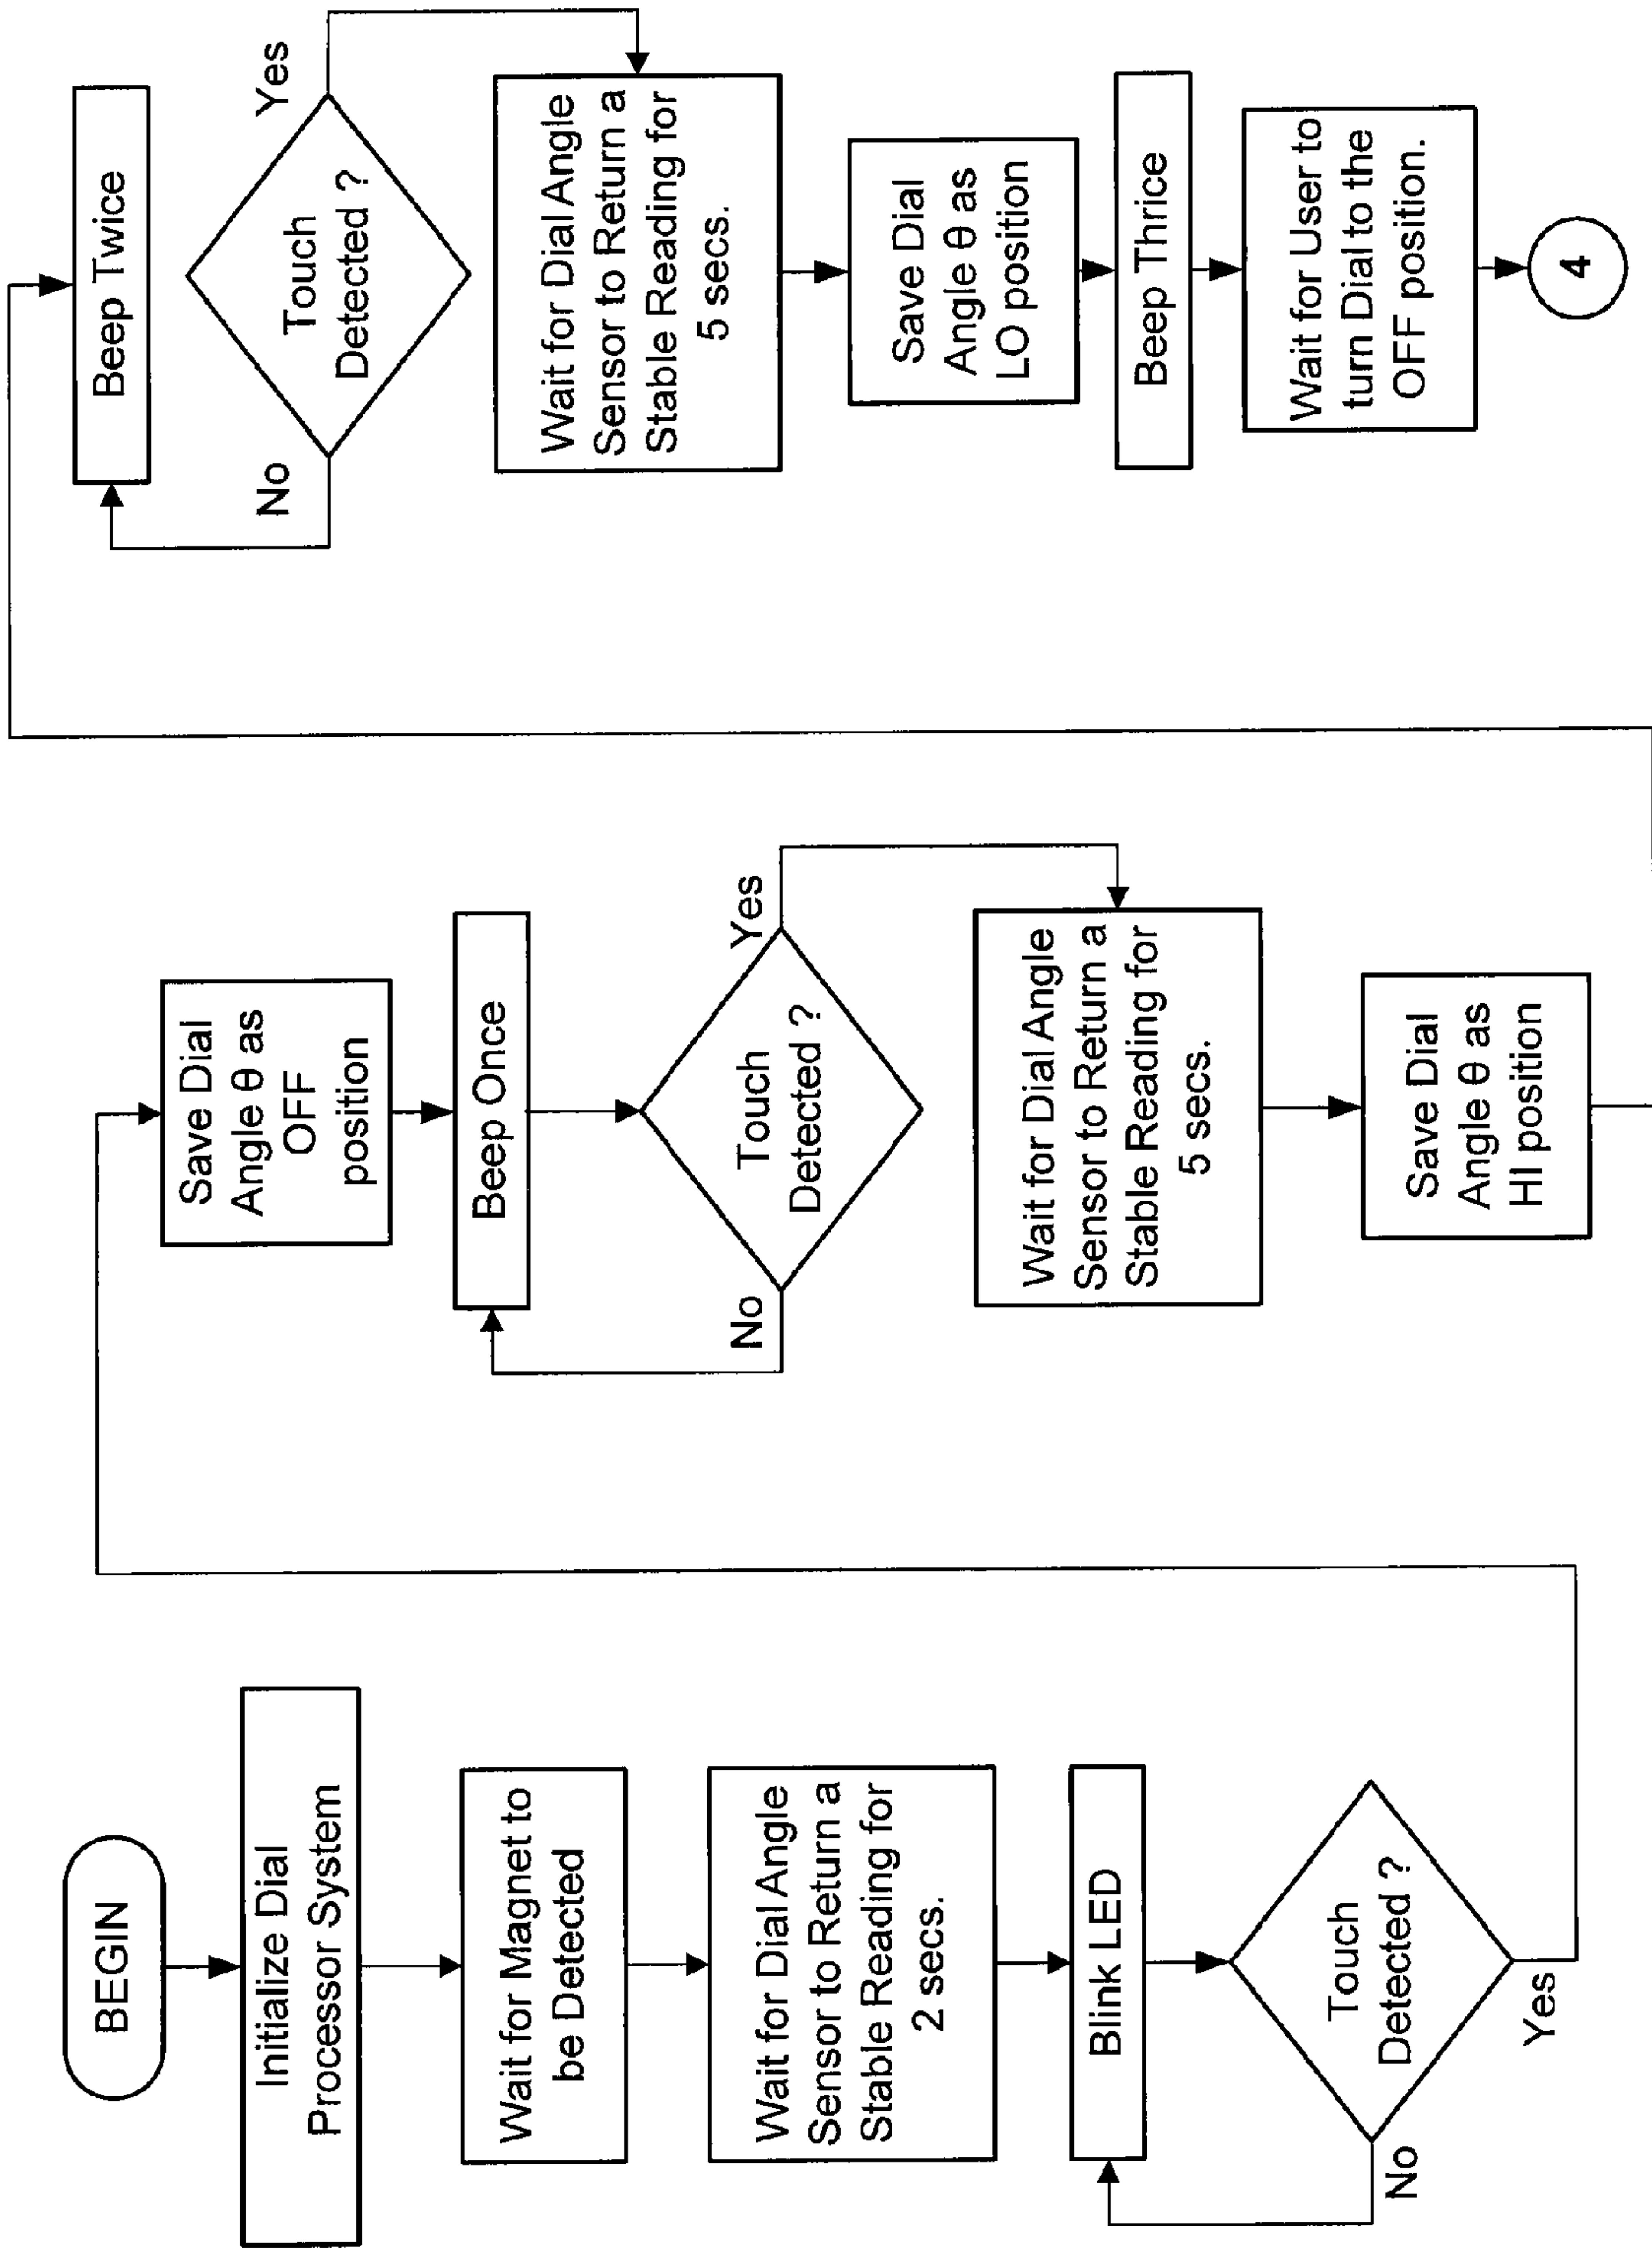 BEGIN
Initialize Dial
Processor System
Wait for Magnet to
be Detected
Wait for Dial Angle
Sensor to Return a
Stable Reading for
2 secs.
Blink LED
Touch
Detected ?
No
Yes
Save Dial
Angle θ as
OFF
position
Beep Once
Touch
Detected ?
No
Yes
Wait for Dial Angle
Sensor to Return a
Stable Reading for
5 secs.
Save Dial
Angle θ as
HI position
Beep Twice
Touch
Detected ?
No
Yes
Wait for Dial Angle
Sensor to Return a
Stable Reading for
5 secs.
Save Dial
Angle θ as
LO position
Beep Thrice
Wait for User to
turn Dial to the
OFF position.
4